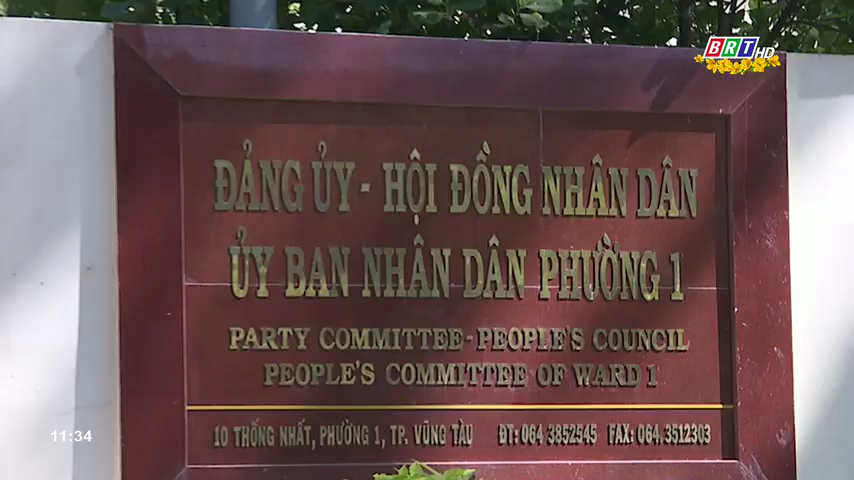 BRT HD
ĐẢNG ỦY - HỘI ĐỒNG NHÂN DÂN
ỦY BAN NHÂN DÂN PHƯỜNG 1
PARTY COMMITTEE - PEOPLE'S COUNCIL
PEOPLE'S COMMITTEE OF WARD 1
10 THỐNG NHẤT, PHƯỜNG 1, TP. VŨNG TÀU ĐT: 064 3852545 FAX: 064.3512303
11:34